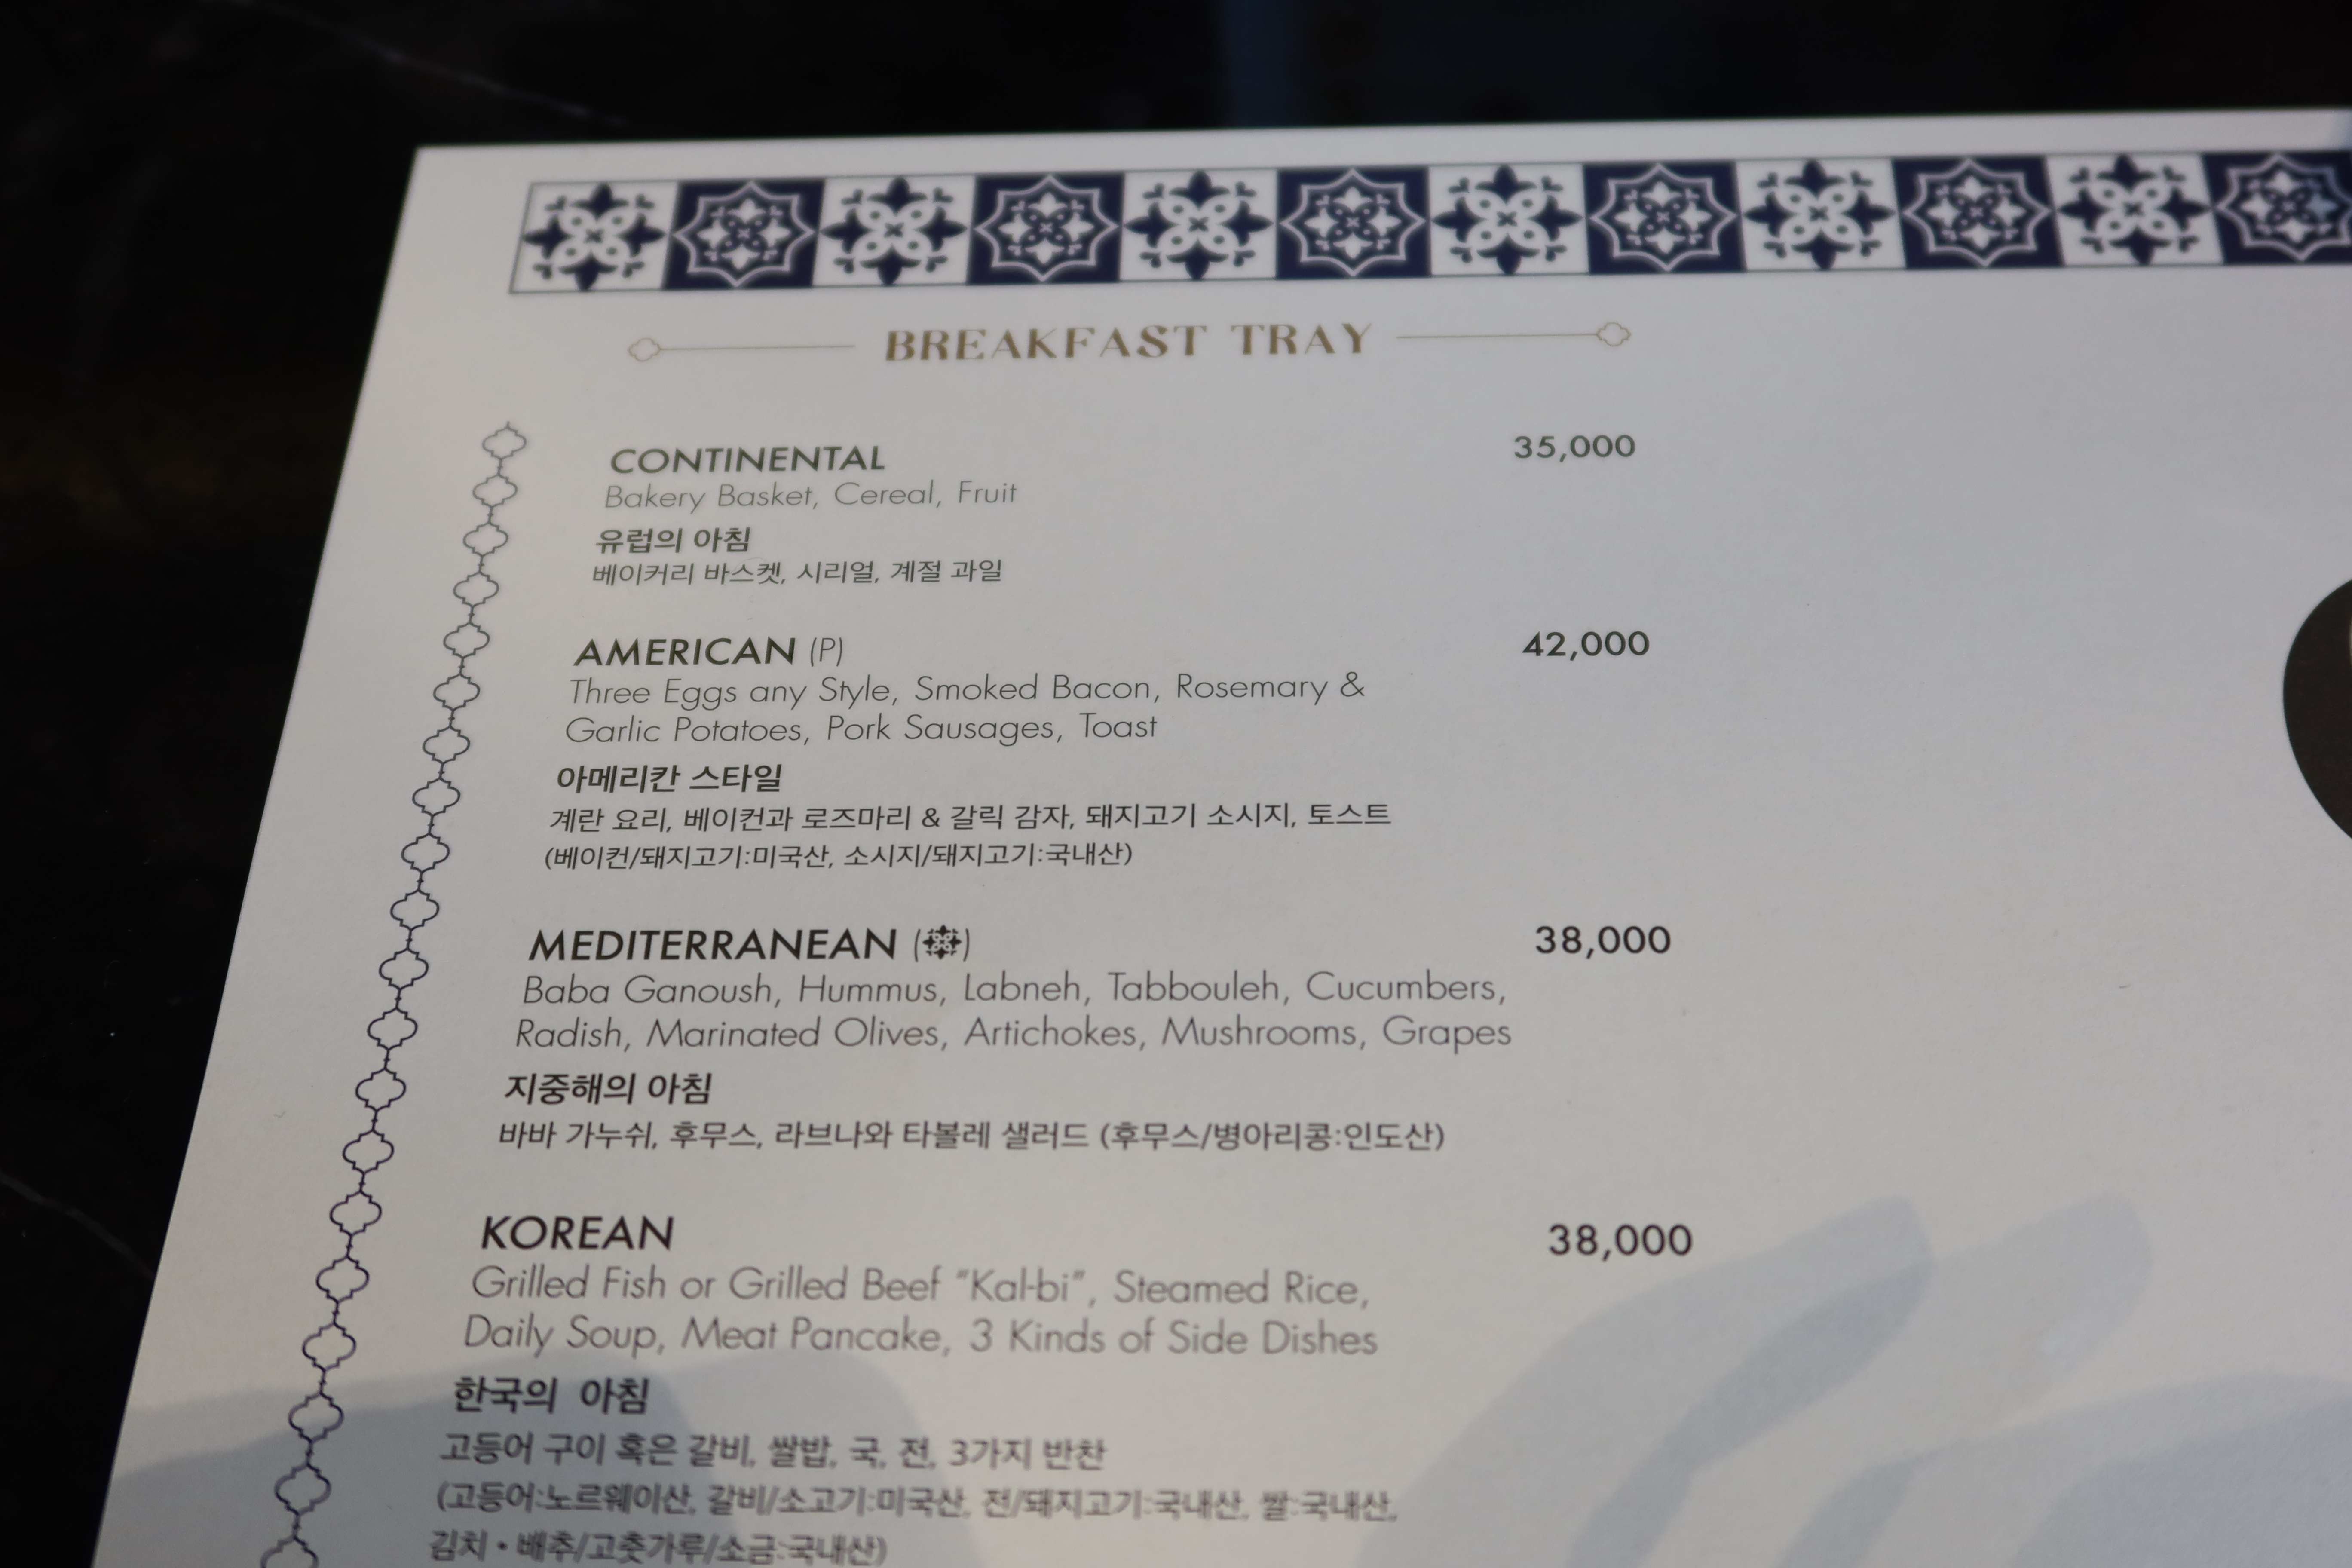 BREAKFAST TRAY
CONTINENTAL 35,000
Bakery Basket, Cereal, Fruit
유럽의 아침
베이커리 바스켓, 시리얼, 계절 과일
AMERICAN (P) 42,000
Three Eggs any Style, Smoked Bacon, Rosemary &
Garlic Potatoes, Pork Sausages, Toast
아메리칸 스타일
계란 요리, 베이컨과 로즈마리 & 갈릭 감자, 돼지고기 소시지, 토스트
(베이컨/돼지고기:미국산, 소시지/돼지고기:국내산)
MEDITERRANEAN () 38,000
Baba Ganoush, Hummus, Labneh, Tabbouleh, Cucumbers,
Radish, Marinated Olives, Artichokes, Mushrooms, Grapes
지중해의 아침
바바 가누쉬, 후무스, 라브나와 타볼레 샐러드 (후무스/병아리콩:인도산)
KOREAN 38,000
Grilled Fish or Grilled Beef "Kal-bi", Steamed Rice,
Daily Soup, Meat Pancake, 3 Kinds of Side Dishes
한국의 아침
고등어 구이 혹은 갈비, 쌀밥, 국, 전, 3가지 반찬
(고등어:노르웨이산, 갈비/소고기:미국산, 전/돼지고기:국내산, 쌀:국내산,
김치・배추/고춧가루/소금:국내산)